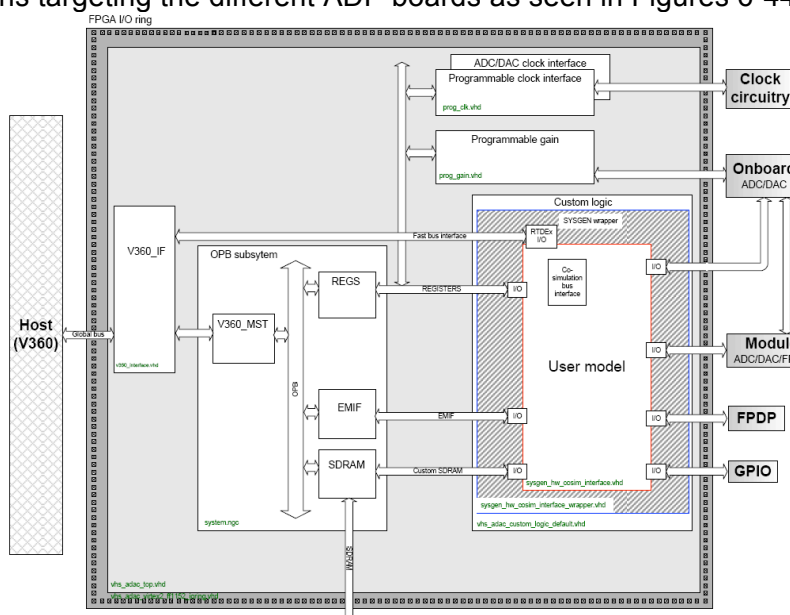 ns targeting the different ADP boards as seen in Figures 6-44
FPGA I/O ring
ADC/DAC clock interface
Programmable clock interface
prog_clk.vhd
Clock
circuitry
Programmable gain
prog_gain.vhd
Onboard
ADC/DAC
Custom logic
SYSGEN wrapper
Fast bus interface
RTDEx
I/O
V360_IF
OPB subsytem
REGS
REGISTERS
I/O
Co-
simulation
bus
interface
I/O
Host
(V360)
Global bus
V360_MST
OPB
v360_interface.vhd
User model
I/O
Modul
ADC/DAC/FP
EMIF
EMIF
I/O
I/O
FPDP
SDRAM
Custom SDRAM
I/O
I/O
GPIO
sysgen_hw_cosim_interface.vhd
sysgen_hw_cosim_interface_wrapper.vhd
system.ngc
vhs_adac_custom_logic_default.vhd
SDRAM
vhs_adac_top.vhd